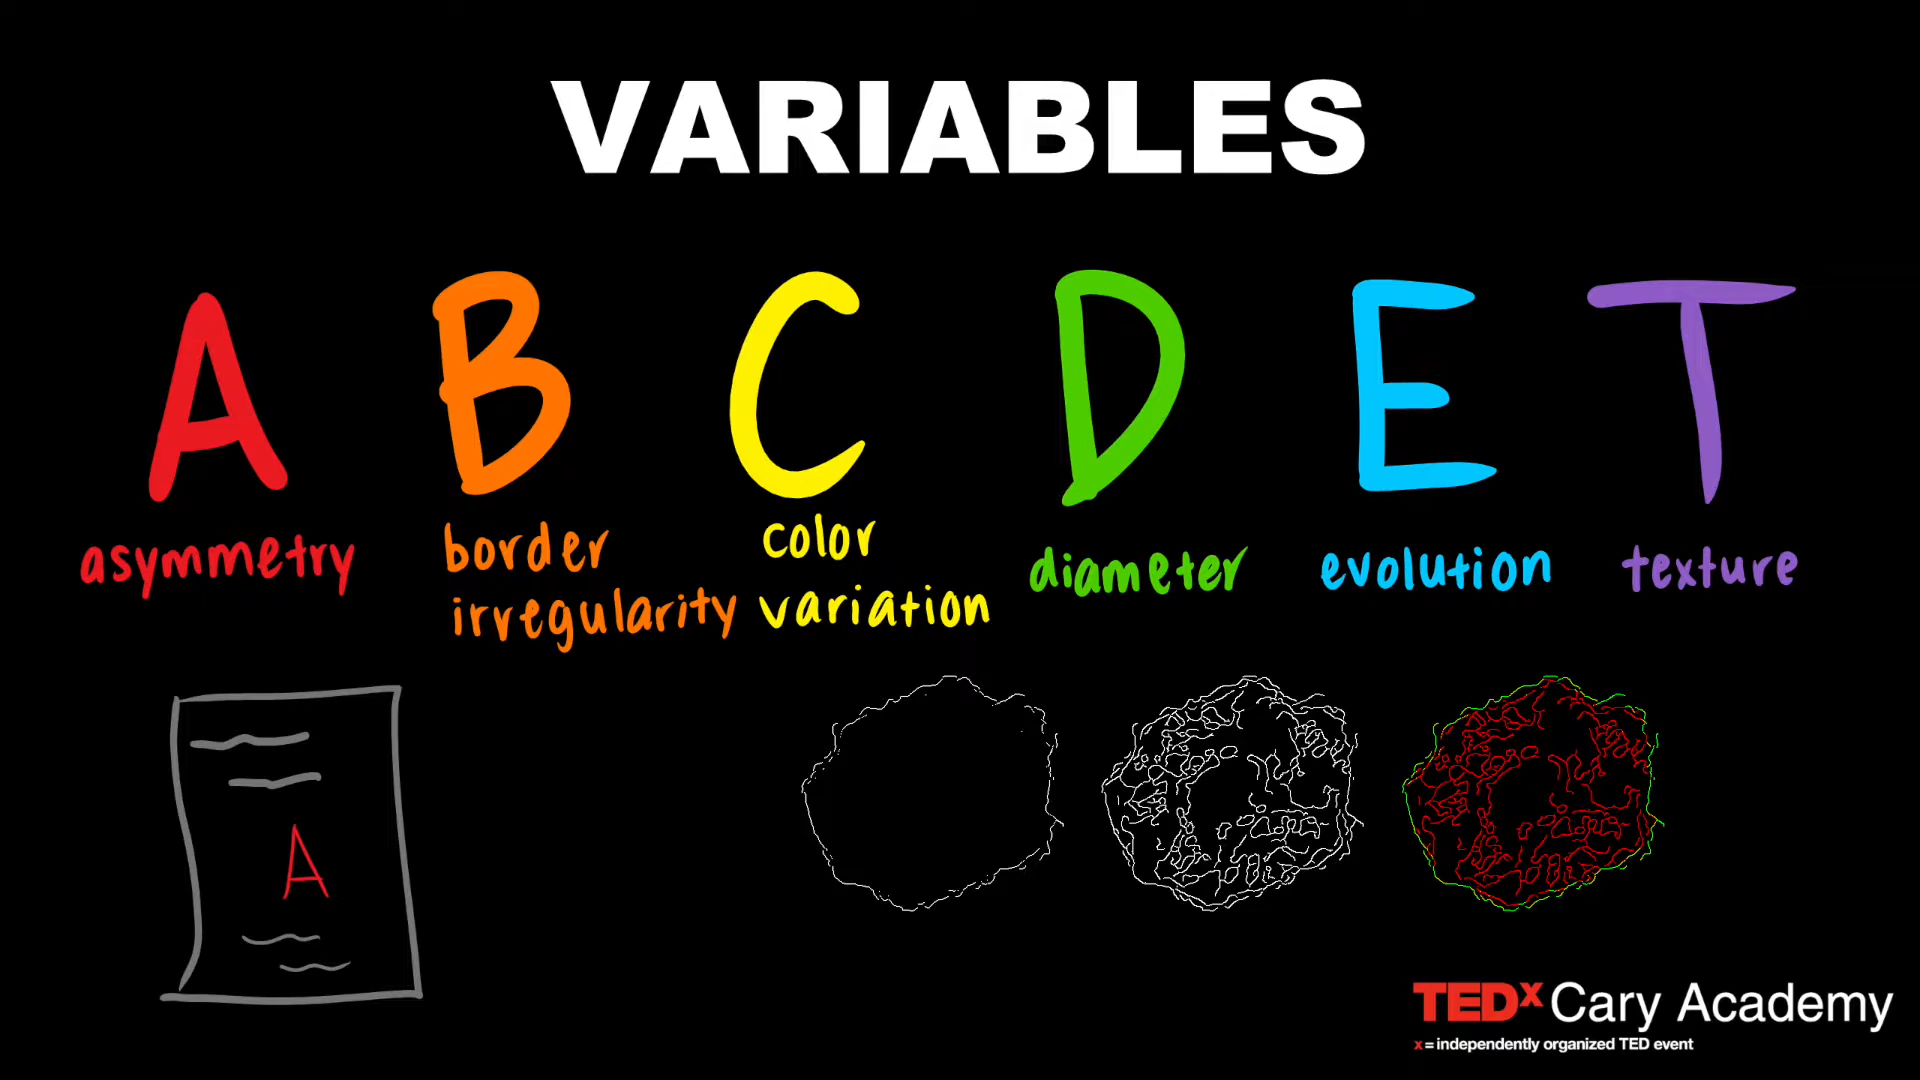 VARIABLES
A B C D E T
asymmetry
border
irregularity
color
variation
diameter
evolution
texture
A
TEDx Cary Academy
x = independently organized TED event